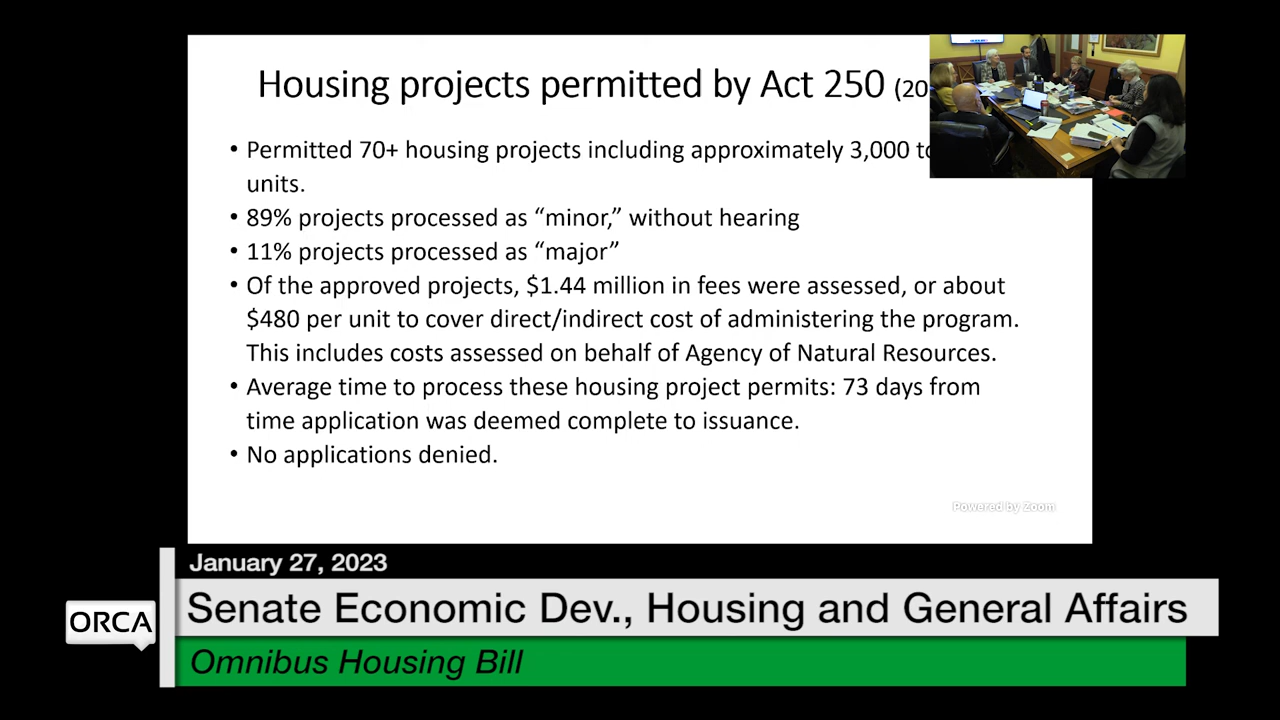 Housing projects permitted by Act 250 (20
• Permitted 70+ housing projects including approximately 3,000 to
units.
• 89% projects processed as “minor,” without hearing
• 11% projects processed as “major”
• Of the approved projects, $1.44 million in fees were assessed, or about
$480 per unit to cover direct/indirect cost of administering the program.
This includes costs assessed on behalf of Agency of Natural Resources.
• Average time to process these housing project permits: 73 days from
time application was deemed complete to issuance.
• No applications denied.
Powered by Zoom
January 27, 2023
ORCA
Senate Economic Dev., Housing and General Affairs
Omnibus Housing Bill